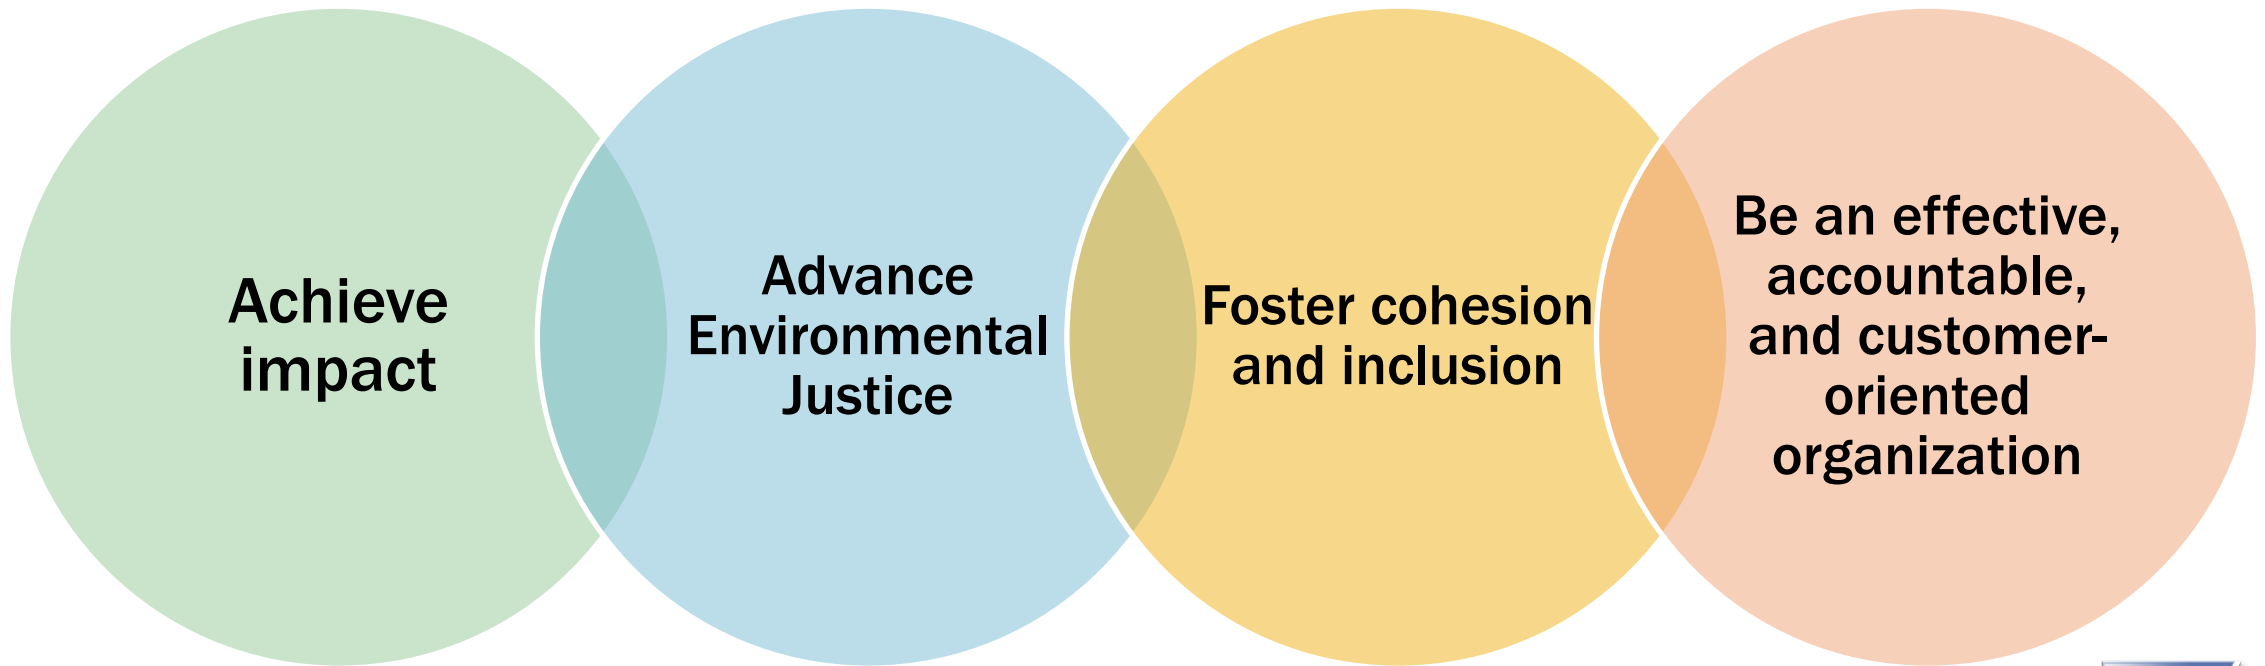 Achieve
impact
Advance
Environmental
Justice
Foster cohesion
and inclusion
Be an effective,
accountable,
and customer-
oriented
organization